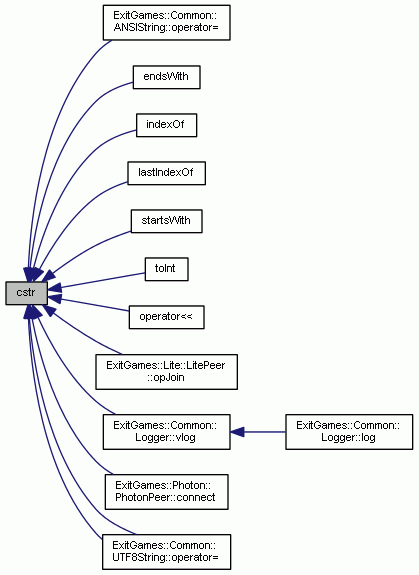 ExitGames::Common::
ANSIString::operator=
endsWith
indexOf
lastIndexOf
startsWith
toInt
cstr
operator<<
ExitGames::Lite::LitePeer
::opJoin
ExitGames::Common::
Logger::vlog
ExitGames::Common::
Logger::log
ExitGames::Photon::
PhotonPeer::connect
ExitGames::Common::
UTF8String::operator=